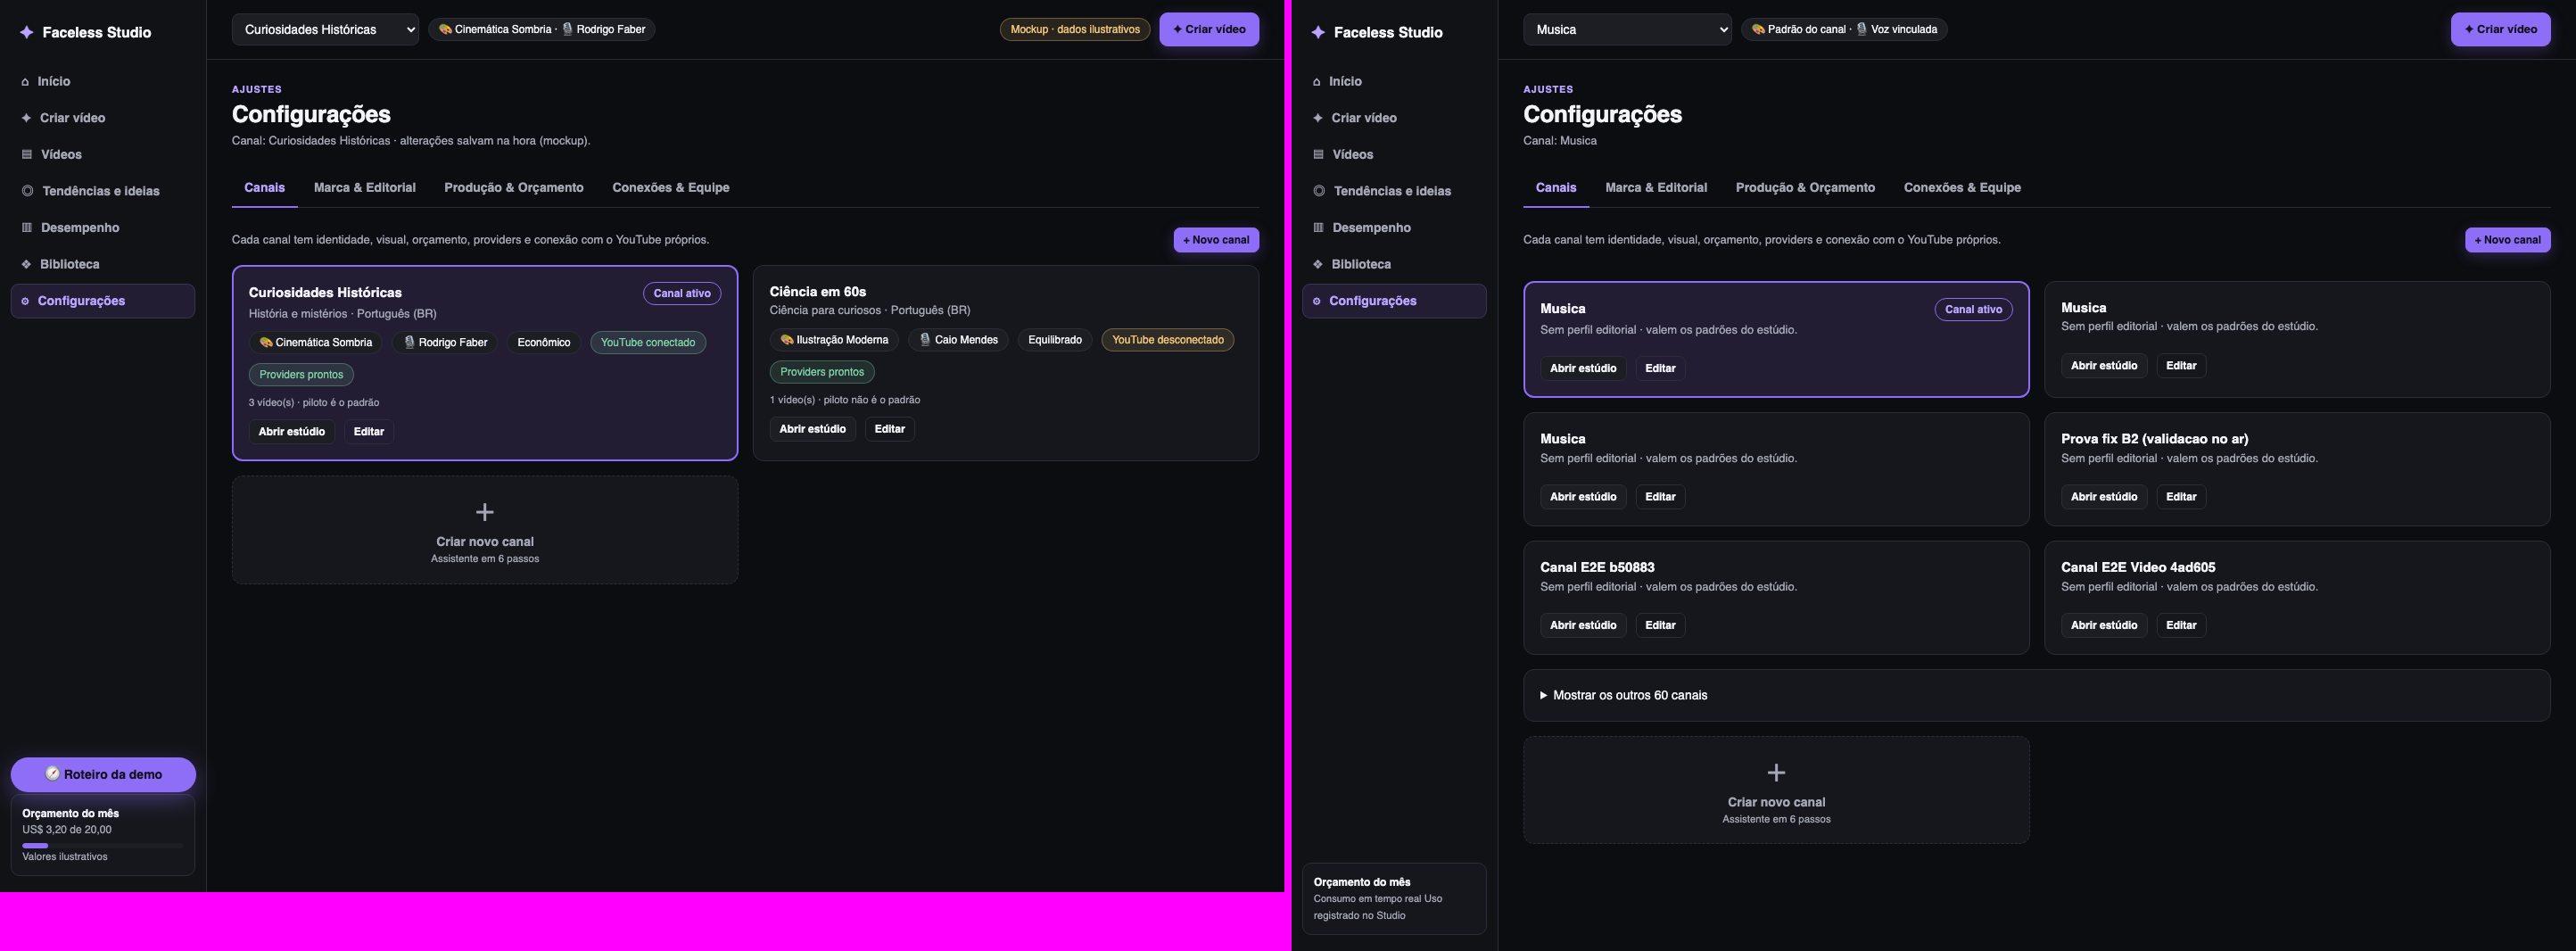 Faceless Studio
Início
Criar vídeo
Vídeos
Tendências e ideias
Desempenho
Biblioteca
Configurações
Roteiro da demo
Orçamento do mês
US$ 3,20 de 20,00
Valores ilustrativos
Curiosidades Históricas
Cinemática Sombria · Rodrigo Faber
Mockup · dados ilustrativos
Criar vídeo
AJUSTES
Configurações
Canal: Curiosidades Históricas · alterações salvam na hora (mockup).
Canais
Marca & Editorial
Produção & Orçamento
Conexões & Equipe
Cada canal tem identidade, visual, orçamento, providers e conexão com o YouTube próprios.
+ Novo canal
Curiosidades Históricas
Canal ativo
História e mistérios · Português (BR)
Cinemática Sombria
Rodrigo Faber
Econômico
YouTube conectado
Providers prontos
3 vídeo(s) · piloto é o padrão
Abrir estúdio
Editar
Ciência em 60s
Ciência para curiosos · Português (BR)
Ilustração Moderna
Caio Mendes
Equilibrado
YouTube desconectado
Providers prontos
1 vídeo(s) · piloto não é o padrão
Abrir estúdio
Editar
Criar novo canal
Assistente em 6 passos
Faceless Studio
Início
Criar vídeo
Vídeos
Tendências e ideias
Desempenho
Biblioteca
Configurações
Orçamento do mês
Consumo em tempo real Uso
registrado no Studio
Musica
Padrão do canal · Voz vinculada
Criar vídeo
AJUSTES
Configurações
Canal: Musica
Canais
Marca & Editorial
Produção & Orçamento
Conexões & Equipe
Cada canal tem identidade, visual, orçamento, providers e conexão com o YouTube próprios.
+ Novo canal
Musica
Canal ativo
Sem perfil editorial · valem os padrões do estúdio.
Abrir estúdio
Editar
Musica
Sem perfil editorial · valem os padrões do estúdio.
Abrir estúdio
Editar
Musica
Sem perfil editorial · valem os padrões do estúdio.
Abrir estúdio
Editar
Prova fix B2 (validacao no ar)
Sem perfil editorial · valem os padrões do estúdio.
Abrir estúdio
Editar
Canal E2E b50883
Sem perfil editorial · valem os padrões do estúdio.
Abrir estúdio
Editar
Canal E2E Video 4ad605
Sem perfil editorial · valem os padrões do estúdio.
Abrir estúdio
Editar
Mostrar os outros 60 canais
Criar novo canal
Assistente em 6 passos